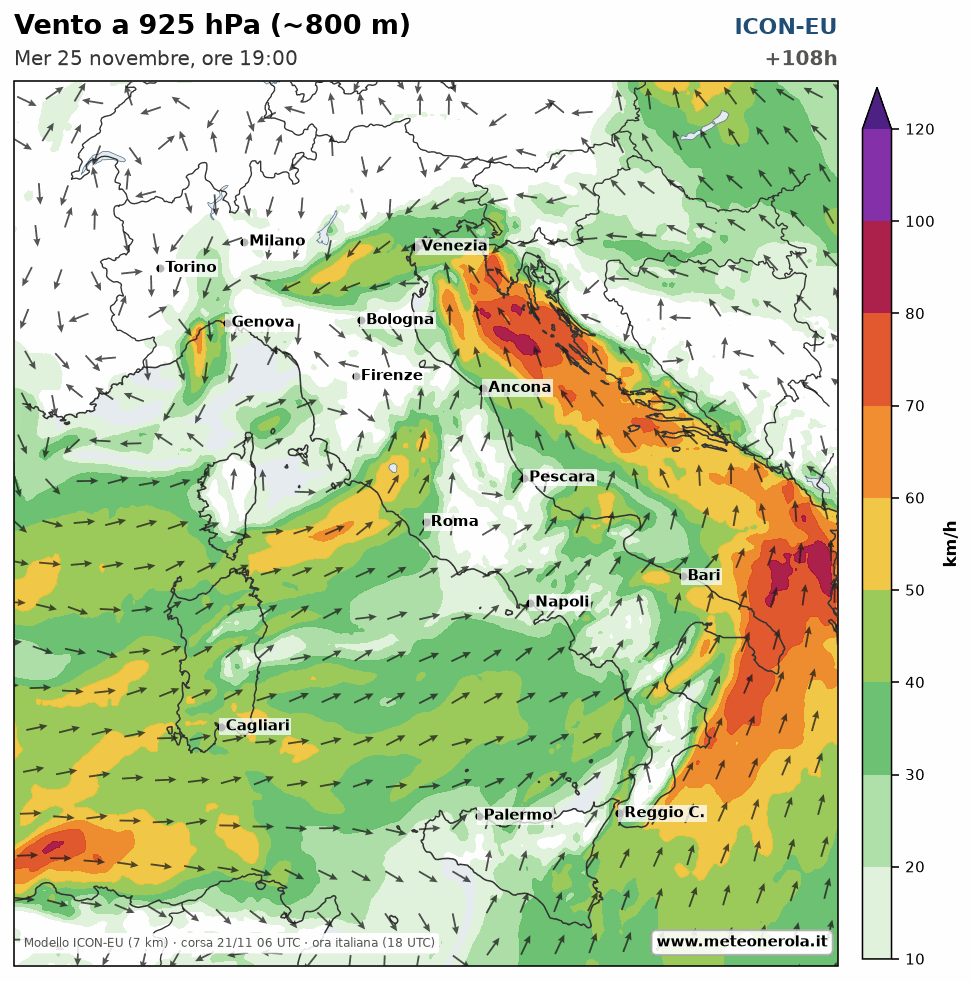 Vento a 925 hPa (~800 m)
ICON-EU
Mer 25 novembre, ore 19:00
+108h
120
100
80
70
60
50
40
30
20
10
km/h
Milano
Venezia
Torino
Genova
Bologna
Firenze
Ancona
Pescara
Roma
Bari
Napoli
Cagliari
Palermo
Reggio C.
Modello ICON-EU (7 km) · corsa 21/11 06 UTC · ora italiana (18 UTC)
www.meteonerola.it